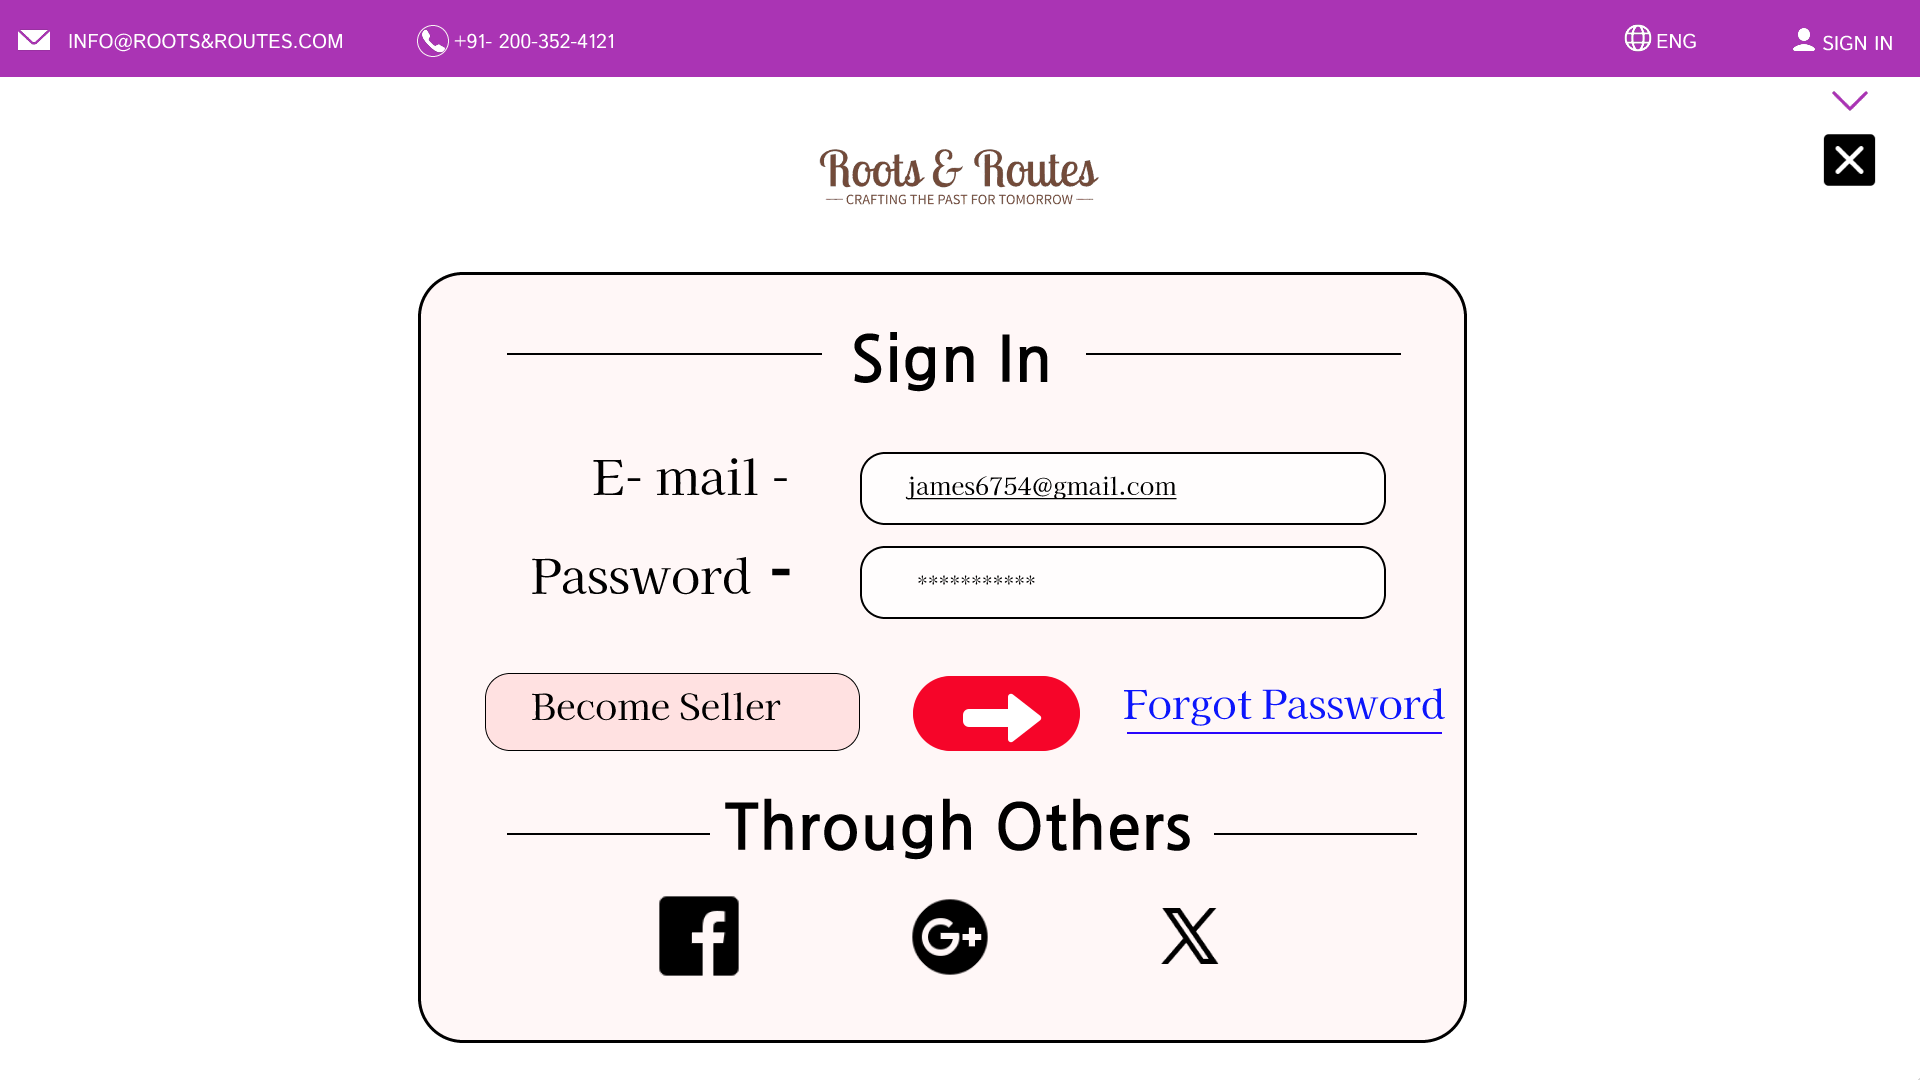 INFO@ROOTS&ROUTES.COM
+91- 200-352-4121
ENG
SIGN IN
Roots & Routes
CRAFTING THE PAST FOR TOMORROW
Sign In
E- mail -
james6754@gmail.com
Password -
***********
Become Seller
Forgot Password
Through Others
f
G+
X